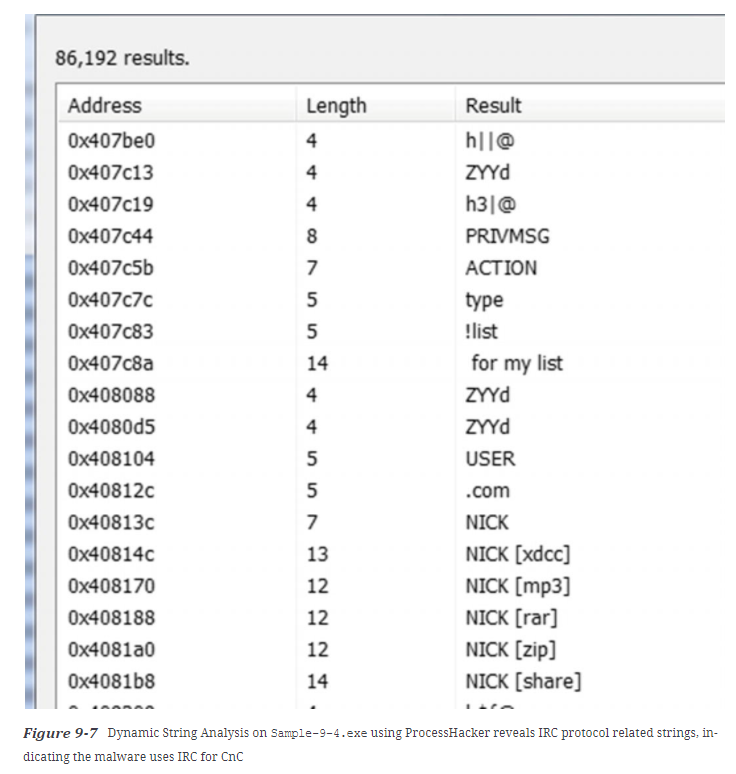 86,192 results.
Address Length Result
0x407be0 4 h||@
0x407c13 4 ZYYd
0x407c19 4 h3|@
0x407c44 8 PRIVMSG
0x407c5b 7 ACTION
0x407c7c 5 type
0x407c83 5 !list
0x407c8a 14 for my list
0x408088 4 ZYYd
0x4080d5 4 ZYYd
0x408104 5 USER
0x40812c 5 .com
0x40813c 7 NICK
0x40814c 13 NICK [xdcc]
0x408170 12 NICK [mp3]
0x408188 12 NICK [rar]
0x4081a0 12 NICK [zip]
0x4081b8 14 NICK [share]
Figure 9-7 Dynamic String Analysis on Sample-9-4.exe using ProcessHacker reveals IRC protocol related strings, in-
dicating the malware uses IRC for CnC